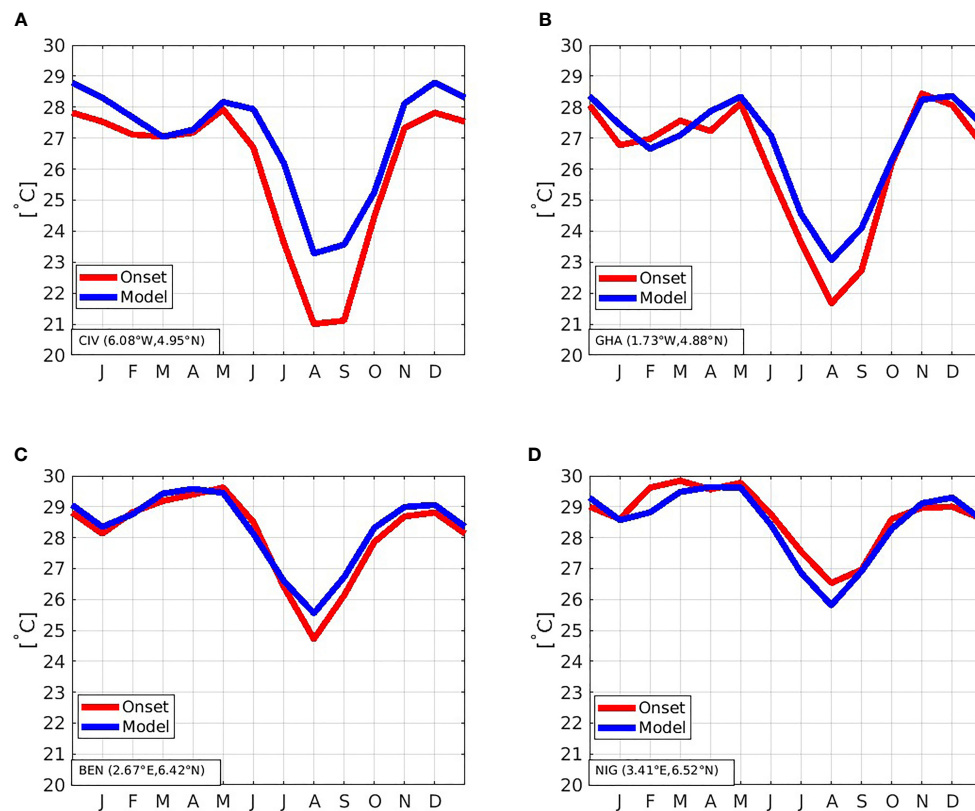 A
B
30
29
28
27
26
25
24
23
22
21
20
[°C]
Onset
Model
CIV (6.08°W,4.95°N)
J F M A M J J A S O N D
30
29
28
27
26
25
24
23
22
21
20
[°C]
Onset
Model
GHA (1.73°W,4.88°N)
J F M A M J J A S O N D
C
D
30
29
28
27
26
25
24
23
22
21
20
[°C]
Onset
Model
BEN (2.67°E,6.42°N)
J F M A M J J A S O N D
30
29
28
27
26
25
24
23
22
21
20
[°C]
Onset
Model
NIG (3.41°E,6.52°N)
J F M A M J J A S O N D